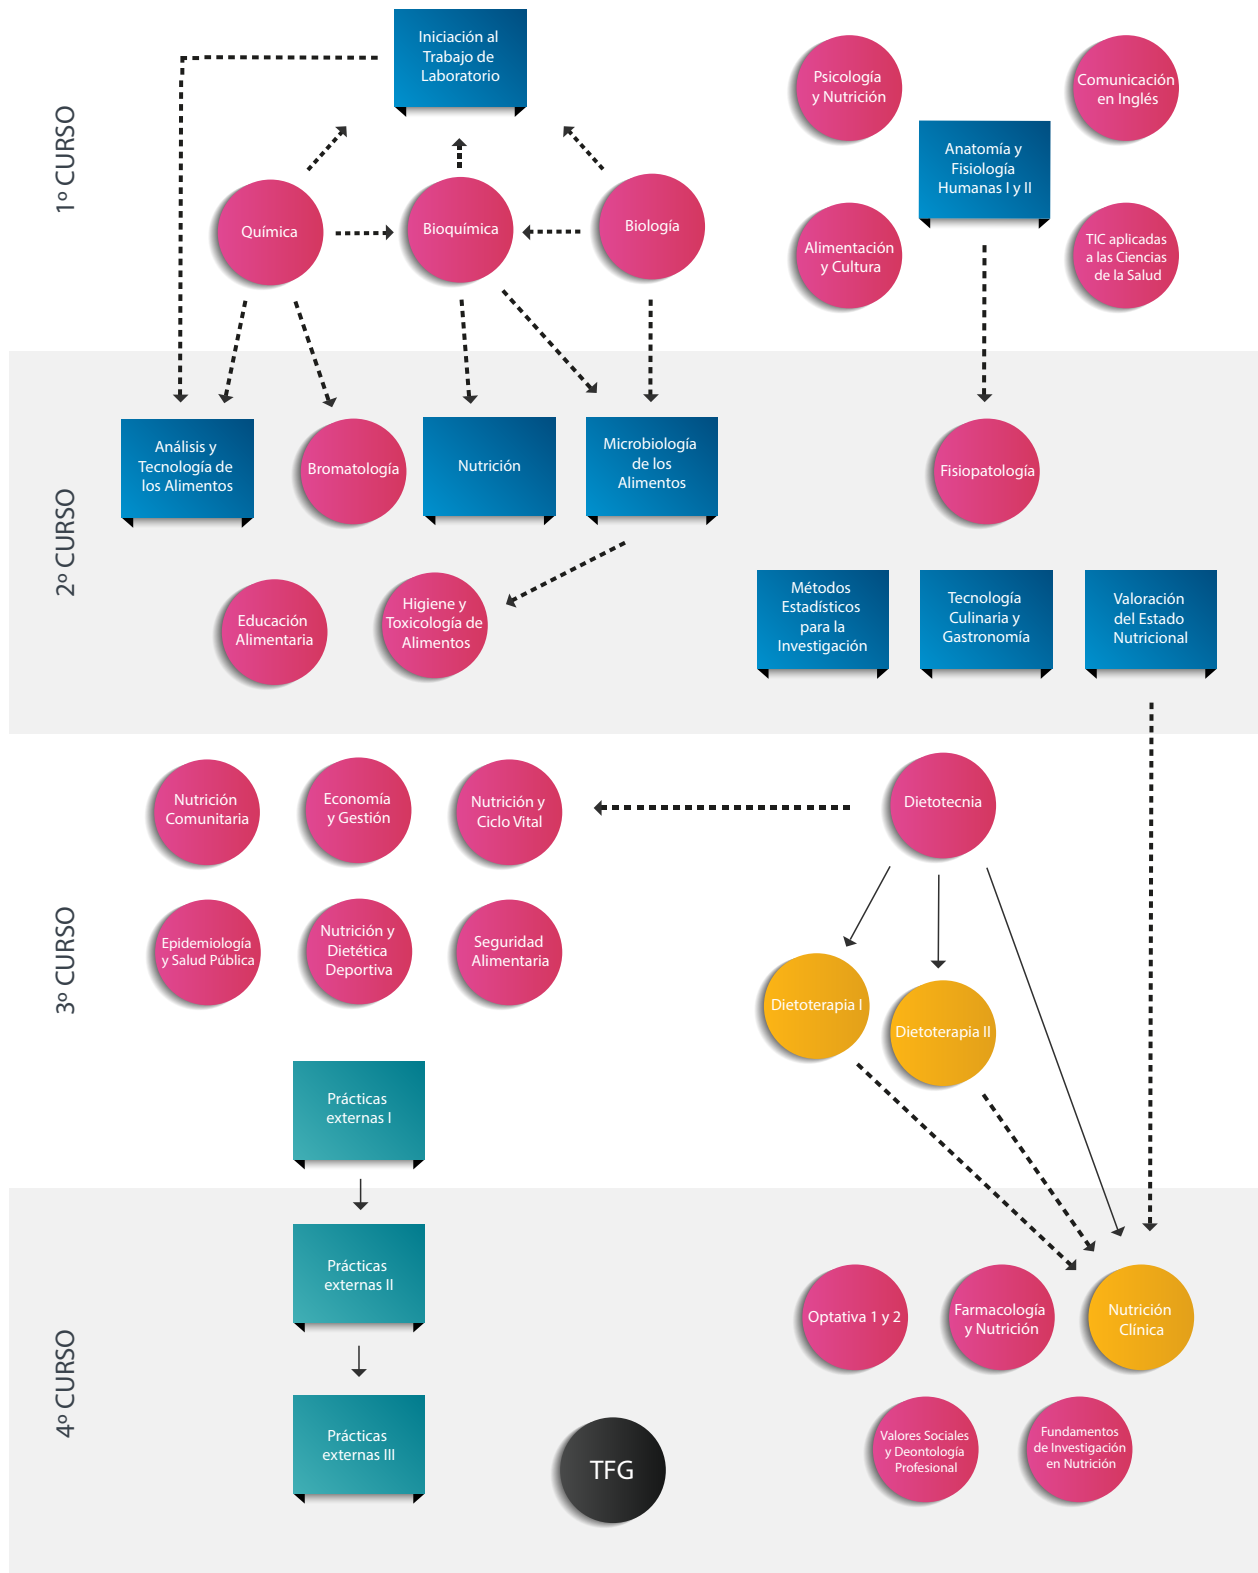 1º CURSO
Iniciación al
Trabajo de
Laboratorio
Psicología
y Nutrición
Comunicación
en Inglés
Anatomía y
Fisiología
Humanas I y II
Química
Bioquímica
Biología
Alimentación
y Cultura
TIC aplicadas
a las Ciencias
de la Salud
2º CURSO
Análisis y
Tecnología de
los Alimentos
Bromatología
Nutrición
Microbiología
de los
Alimentos
Fisiopatología
Educación
Alimentaria
Higiene y
Toxicología de
Alimentos
Métodos
Estadísticos
para la
Investigación
Tecnología
Culinaria y
Gastronomía
Valoración
del Estado
Nutricional
3º CURSO
Nutrición
Comunitaria
Economía
y Gestión
Nutrición y
Ciclo Vital
Dietotecnia
Epidemiología
y Salud Pública
Nutrición y
Dietética
Deportiva
Seguridad
Alimentaria
Dietoterapia I
Dietoterapia II
Prácticas
externas I
4º CURSO
Prácticas
externas II
Optativa 1 y 2
Farmacología
y Nutrición
Nutrición
Clínica
Prácticas
externas III
TFG
Valores Sociales
y Deontología
Profesional
Fundamentos
de Investigación
en Nutrición